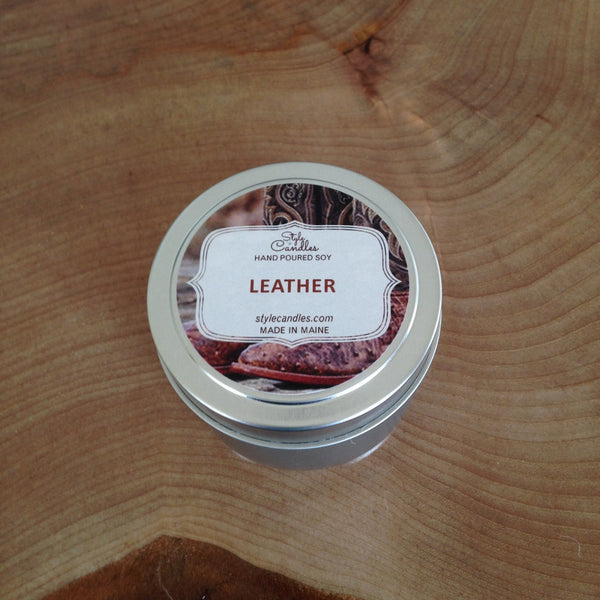 Style
Candles
HAND POURED SOY
LEATHER
stylecandles.com
MADE IN MAINE